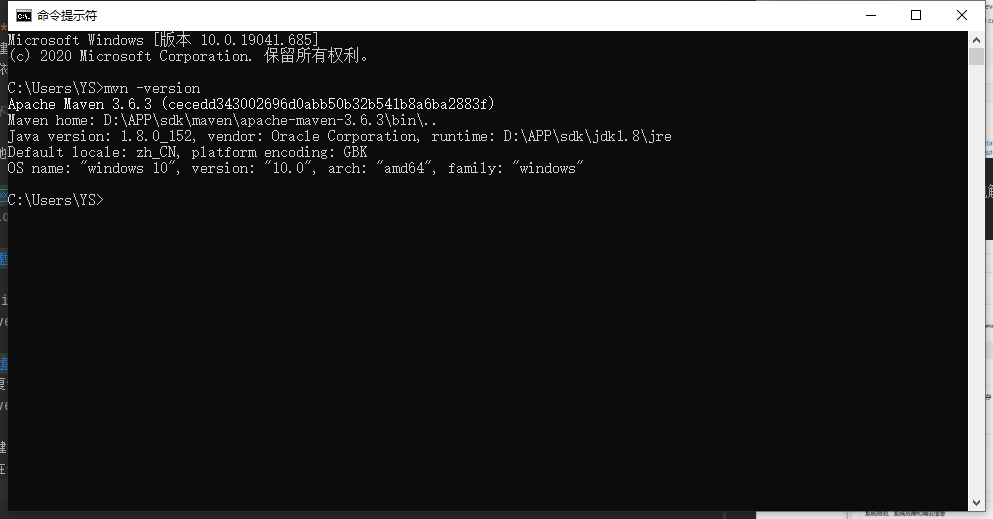 命令提示符
Microsoft Windows [版本 10.0.19041.685]
(c) 2020 Microsoft Corporation. 保留所有权利。
C:\Users\YS>mvn -version
Apache Maven 3.6.3 (cecedd343002696d0abb50b32b541b8a6ba2883f)
Maven home: D:\APP\sdk\maven\apache-maven-3.6.3\bin\..
Java version: 1.8.0_152, vendor: Oracle Corporation, runtime: D:\APP\sdk\jdk1.8\jre
Default locale: zh_CN, platform encoding: GBK
OS name: "windows 10", version: "10.0", arch: "amd64", family: "windows"
C:\Users\YS>